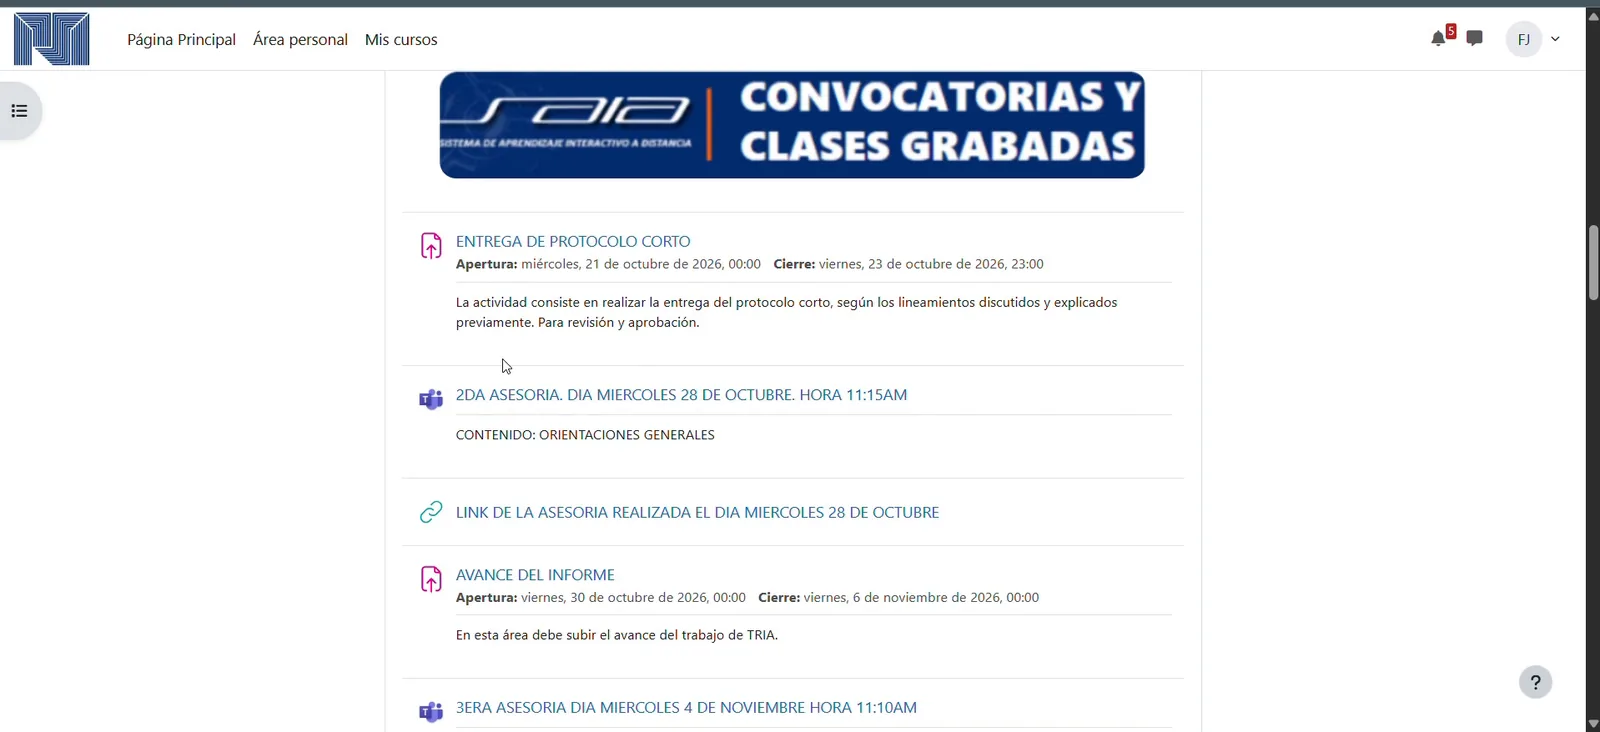 Página Principal Área personal Mis cursos
5
FJ
SAIA
SISTEMA DE APRENDIZAJE INTERACTIVO A DISTANCIA
CONVOCATORIAS Y
CLASES GRABADAS
ENTREGA DE PROTOCOLO CORTO
Apertura: miércoles, 21 de octubre de 2026, 00:00 Cierre: viernes, 23 de octubre de 2026, 23:00
La actividad consiste en realizar la entrega del protocolo corto, según los lineamientos discutidos y explicados
previamente. Para revisión y aprobación.
2DA ASESORIA. DIA MIERCOLES 28 DE OCTUBRE. HORA 11:15AM
CONTENIDO: ORIENTACIONES GENERALES
LINK DE LA ASESORIA REALIZADA EL DIA MIERCOLES 28 DE OCTUBRE
AVANCE DEL INFORME
Apertura: viernes, 30 de octubre de 2026, 00:00 Cierre: viernes, 6 de noviembre de 2026, 00:00
En esta área debe subir el avance del trabajo de TRIA.
3ERA ASESORIA DIA MIERCOLES 4 DE NOVIEMBRE HORA 11:10AM
?